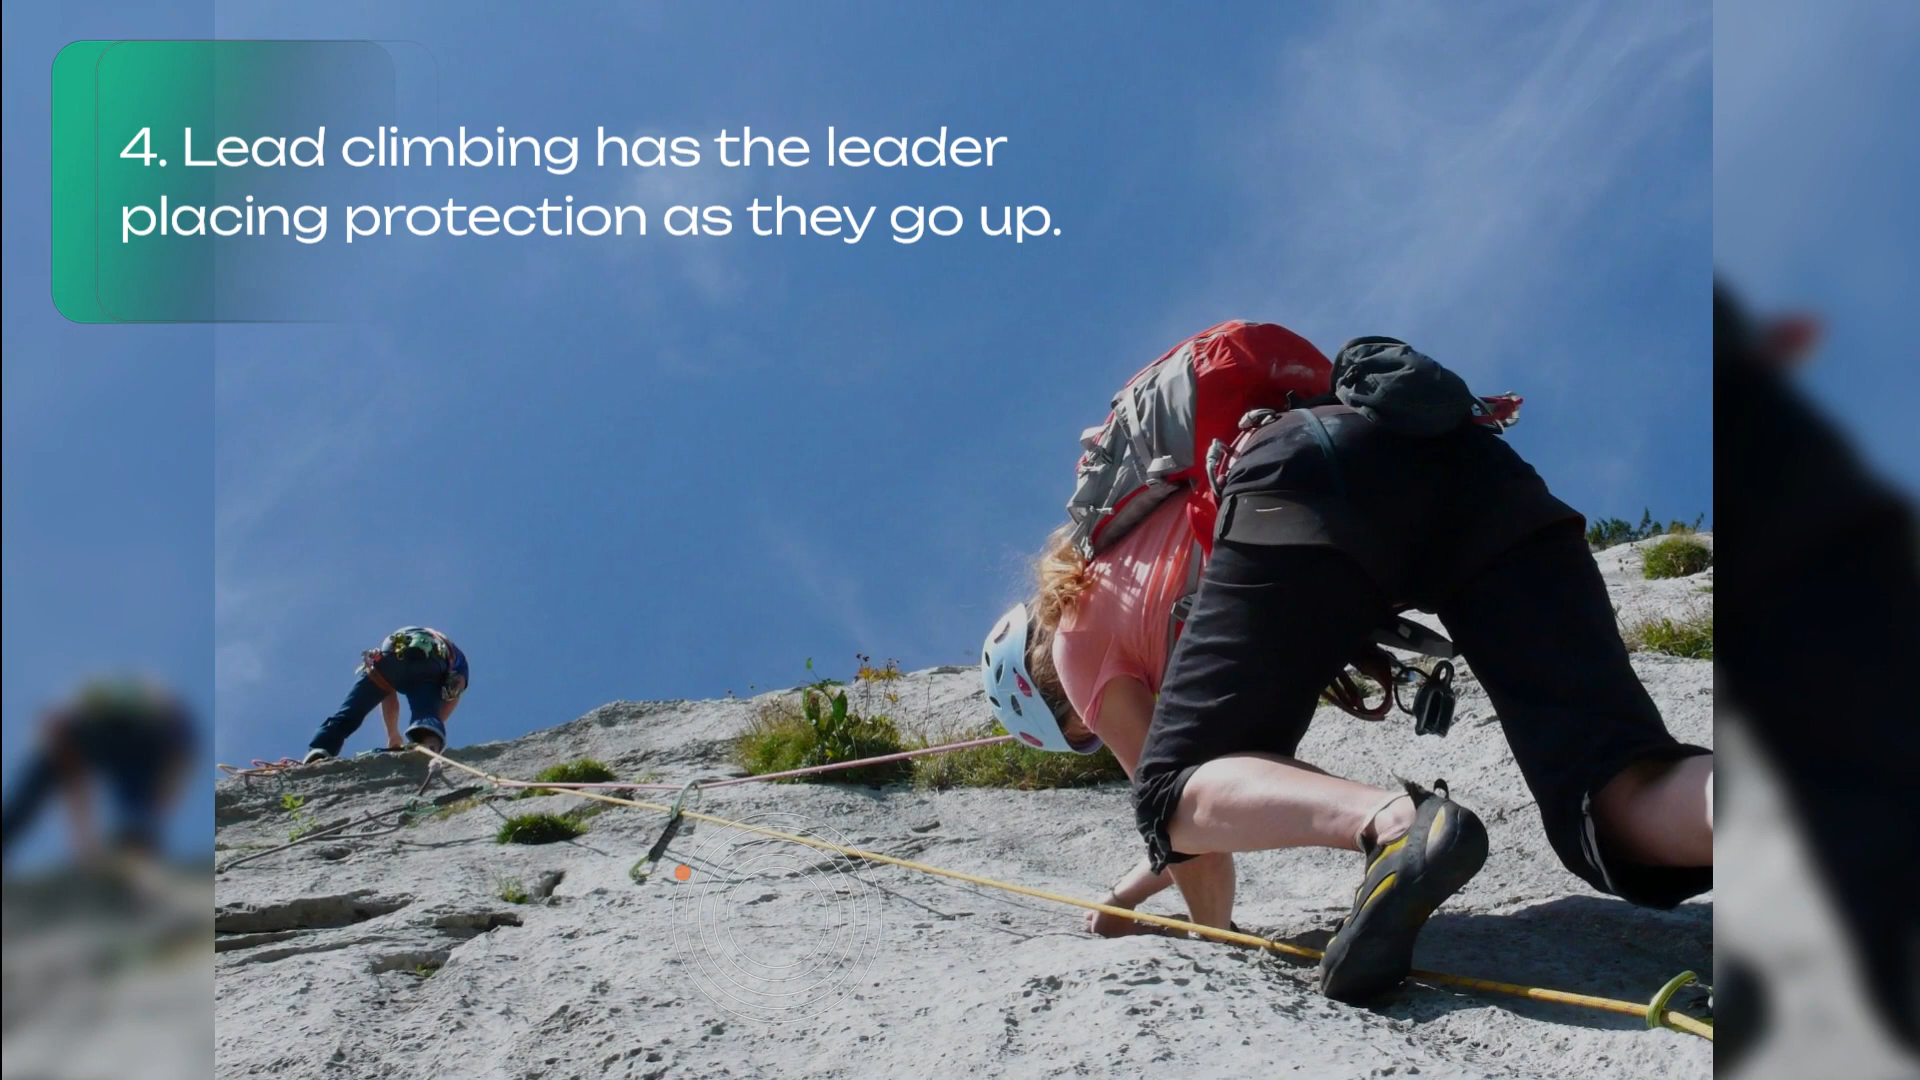 4. Lead climbing has the leader
placing protection as they go up.